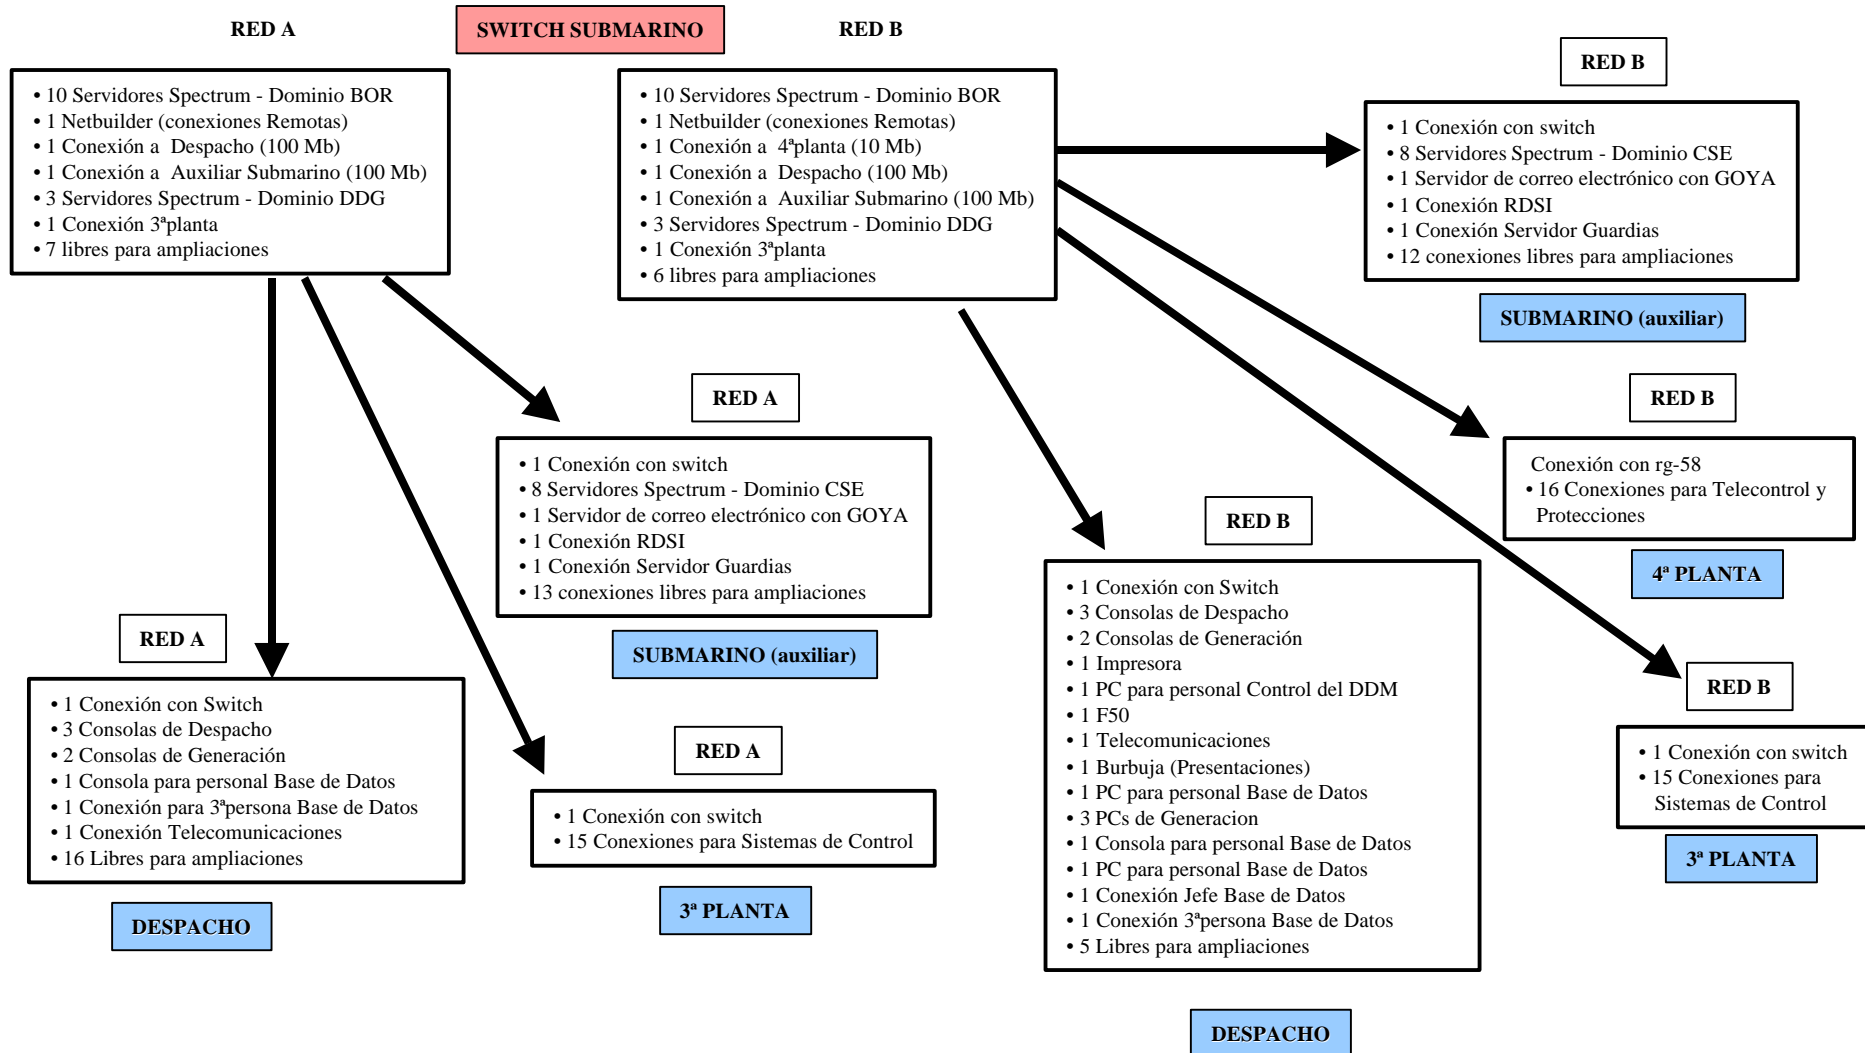 RED A
SWITCH SUBMARINO
RED B
• 10 Servidores Spectrum - Dominio BOR
• 1 Netbuilder (conexiones Remotas)
• 1 Conexión a Despacho (100 Mb)
• 1 Conexión a Auxiliar Submarino (100 Mb)
• 3 Servidores Spectrum - Dominio DDG
• 1 Conexión 3ªplanta
• 7 libres para ampliaciones
• 10 Servidores Spectrum - Dominio BOR
• 1 Netbuilder (conexiones Remotas)
• 1 Conexión a 4ªplanta (10 Mb)
• 1 Conexión a Despacho (100 Mb)
• 1 Conexión a Auxiliar Submarino (100 Mb)
• 3 Servidores Spectrum - Dominio DDG
• 1 Conexión 3ªplanta
• 6 libres para ampliaciones
RED B
• 1 Conexión con switch
• 8 Servidores Spectrum - Dominio CSE
• 1 Servidor de correo electrónico con GOYA
• 1 Conexión RDSI
• 1 Conexión Servidor Guardias
• 12 conexiones libres para ampliaciones
SUBMARINO (auxiliar)
RED A
• 1 Conexión con switch
• 8 Servidores Spectrum - Dominio CSE
• 1 Servidor de correo electrónico con GOYA
• 1 Conexión RDSI
• 1 Conexión Servidor Guardias
• 13 conexiones libres para ampliaciones
SUBMARINO (auxiliar)
RED B
Conexión con rg-58
• 16 Conexiones para Telecontrol y
Protecciones
4ª PLANTA
RED A
• 1 Conexión con Switch
• 3 Consolas de Despacho
• 2 Consolas de Generación
• 1 Consola para personal Base de Datos
• 1 Conexión para 3ªpersona Base de Datos
• 1 Conexión Telecomunicaciones
• 16 Libres para ampliaciones
DESPACHO
RED A
• 1 Conexión con switch
• 15 Conexiones para Sistemas de Control
3ª PLANTA
RED B
• 1 Conexión con Switch
• 3 Consolas de Despacho
• 2 Consolas de Generación
• 1 Impresora
• 1 PC para personal Control del DDM
• 1 F50
• 1 Telecomunicaciones
• 1 Burbuja (Presentaciones)
• 1 PC para personal Base de Datos
• 3 PCs de Generacion
• 1 Consola para personal Base de Datos
• 1 PC para personal Base de Datos
• 1 Conexión Jefe Base de Datos
• 1 Conexión 3ªpersona Base de Datos
• 5 Libres para ampliaciones
DESPACHO
RED B
• 1 Conexión con switch
• 15 Conexiones para
Sistemas de Control
3ª PLANTA